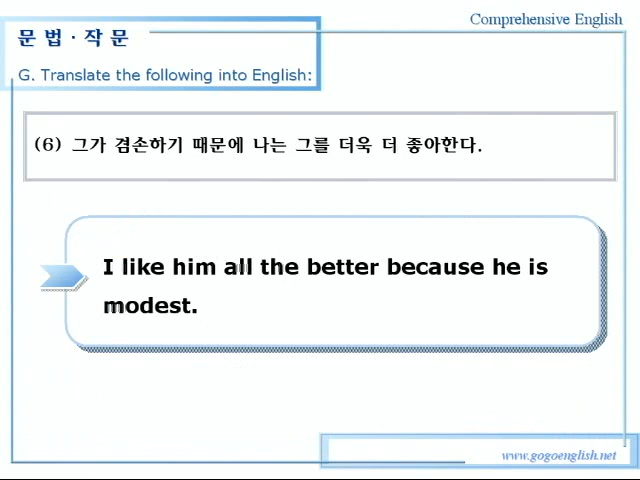 Comprehensive English
문 법 · 작 문
G. Translate the following into English:
(6) 그가 겸손하기 때문에 나는 그를 더욱 더 좋아한다.
I like him all the better because he is
modest.
www.gogoenglish.net